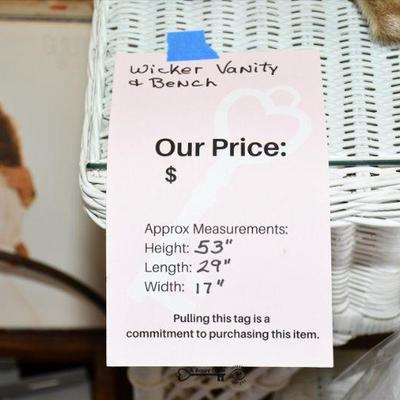 Wicker Vanity
& Bench
Our Price:
$
Approx Measurements:
Height: 53"
Length: 29"
Width: 17"
Pulling this tag is a
commitment to purchasing this item.